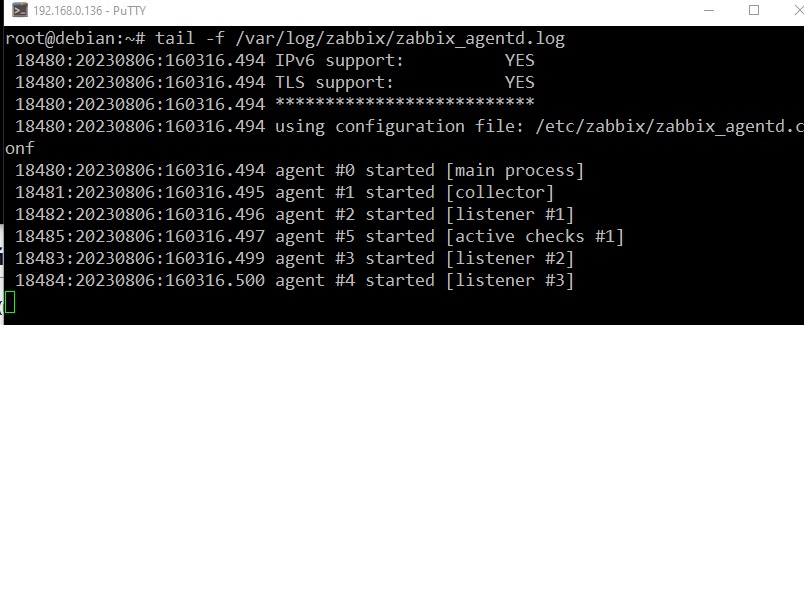 192.168.0.136 - PuTTY
root@debian:~# tail -f /var/log/zabbix/zabbix_agentd.log
18480:20230806:160316.494 IPv6 support:          YES
18480:20230806:160316.494 TLS support:           YES
18480:20230806:160316.494 **************************
18480:20230806:160316.494 using configuration file: /etc/zabbix/zabbix_agentd.c
onf
18480:20230806:160316.494 agent #0 started [main process]
18481:20230806:160316.495 agent #1 started [collector]
18482:20230806:160316.496 agent #2 started [listener #1]
18485:20230806:160316.497 agent #5 started [active checks #1]
18483:20230806:160316.499 agent #3 started [listener #2]
18484:20230806:160316.500 agent #4 started [listener #3]